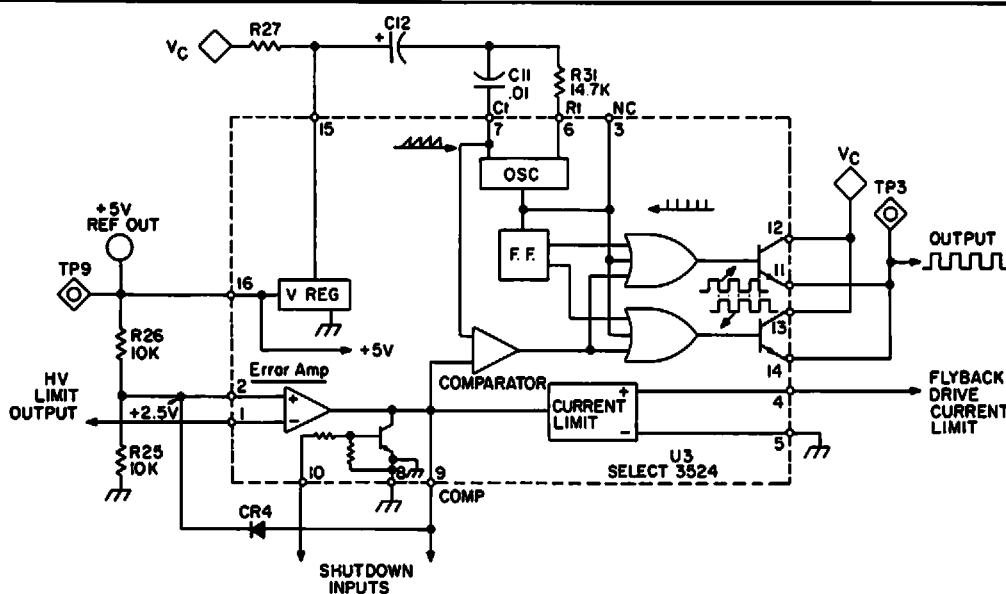 C12
VC
R27
+
C11
.01
R31
14.7K
Ct
Rt
NC
15
7
6
3
VC
OSC
TP3
+5V
REF OUT
12
OUTPUT
F.F.
TP9
16
V REG
11
13
R26
10K
+5V
14
COMPARATOR
Error Amp
HV
LIMIT
OUTPUT
2
+
+2.5V
1
-
CURRENT
LIMIT
+
-
4
5
FLYBACK
DRIVE
CURRENT
LIMIT
R25
10K
U3
SELECT 3524
10
8
9
COMP
CR4
SHUTDOWN
INPUTS